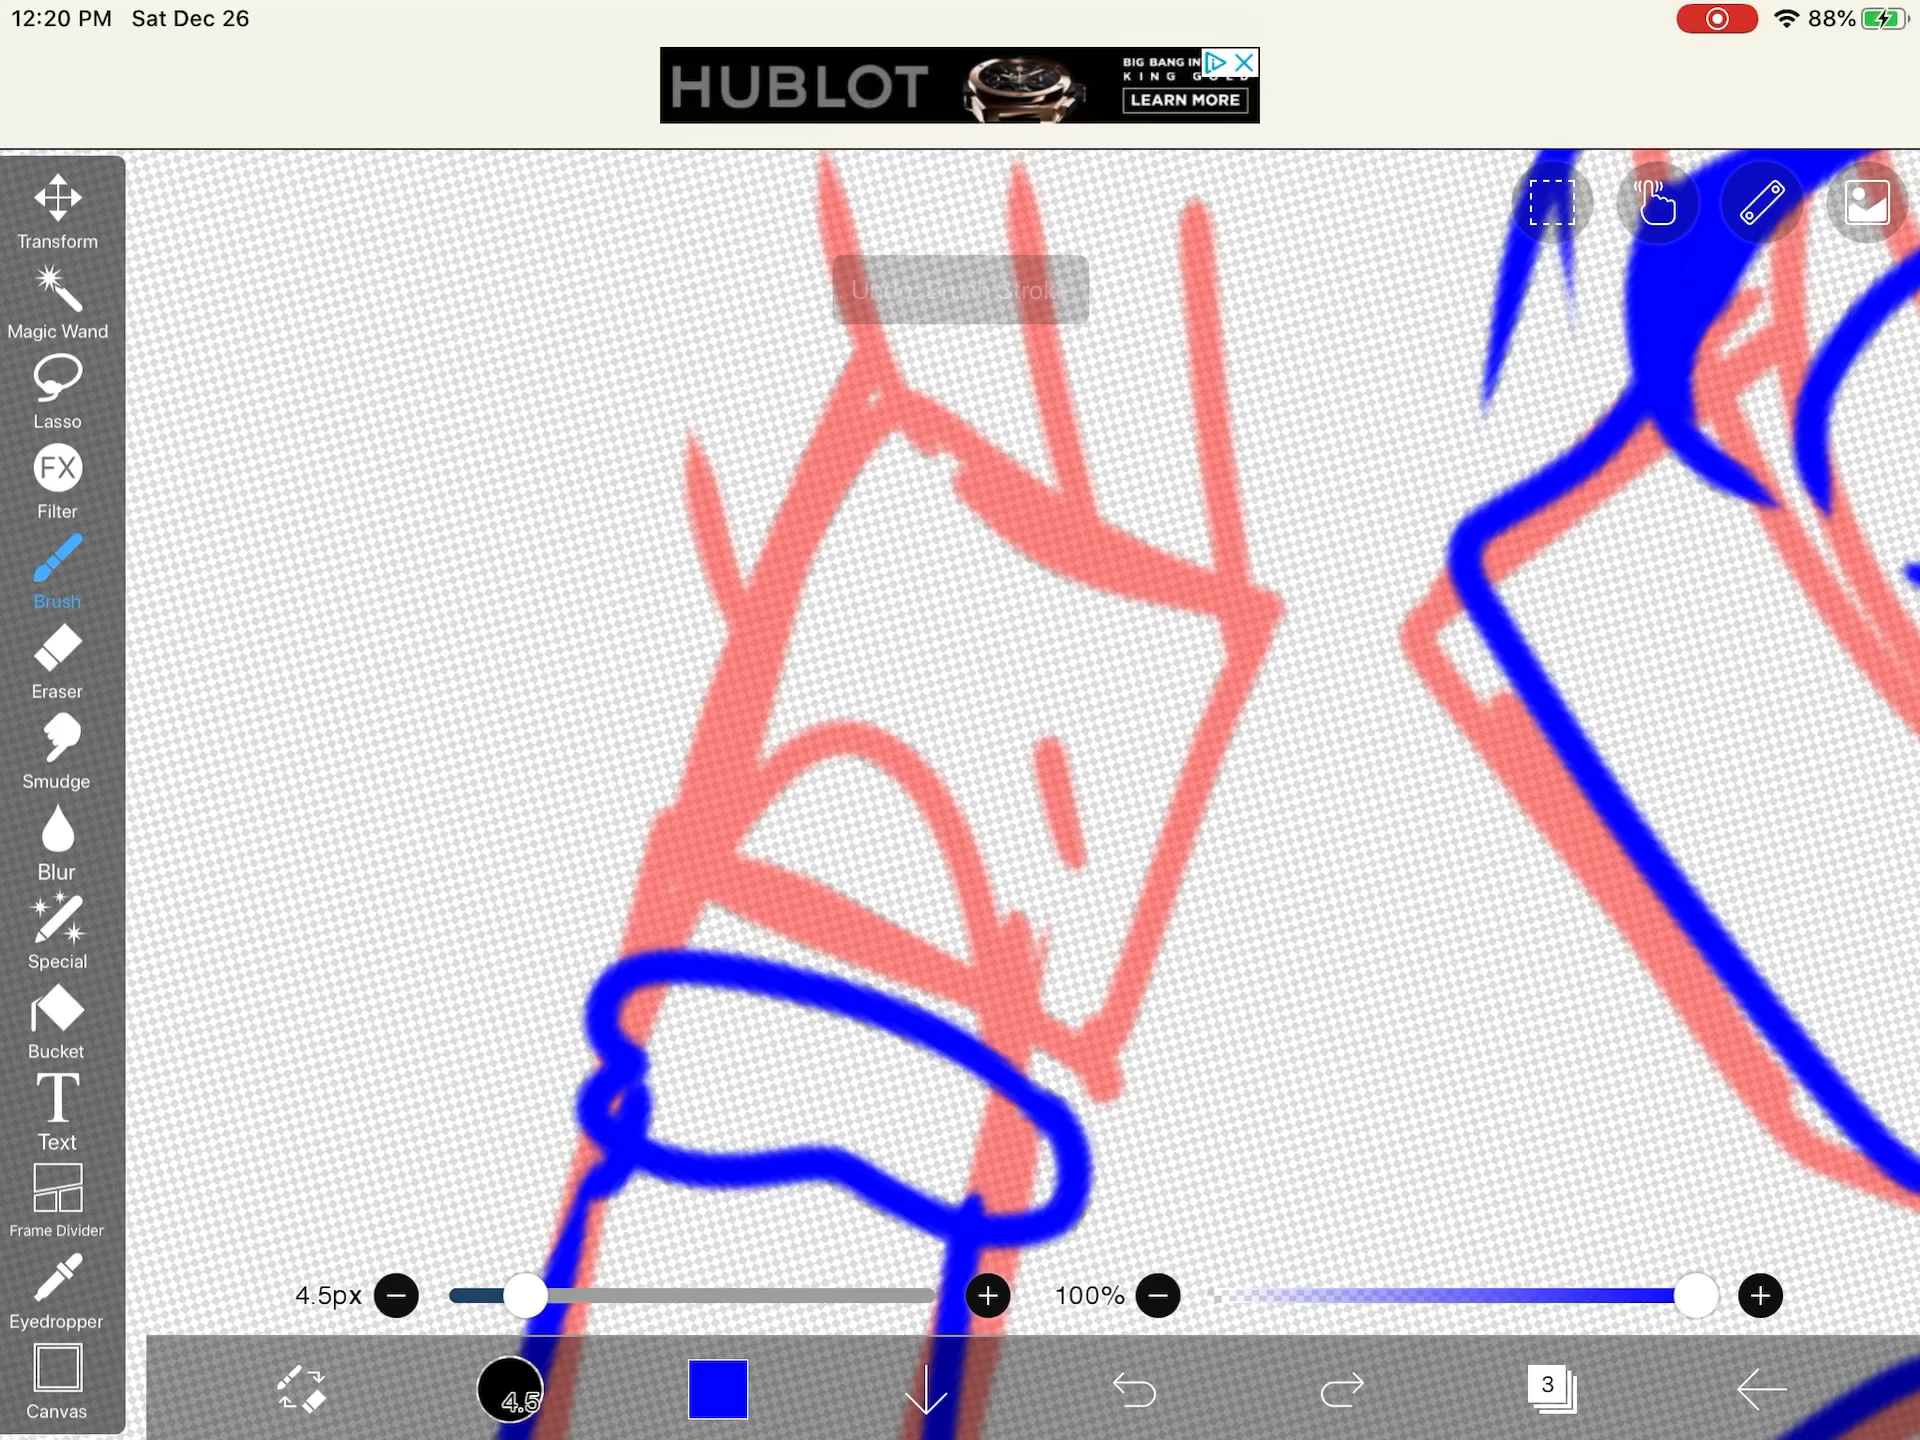 12:20 PM Sat Dec 26
88%
HUBLOT
BIG BANG IN
KING GOLD
LEARN MORE
Transform
Magic Wand
Lasso
FX
Filter
Brush
Eraser
Smudge
Blur
Special
Bucket
T
Text
Frame Divider
Eyedropper
Canvas
Undo: Brush Stroke
4.5px
100%
4.5
3